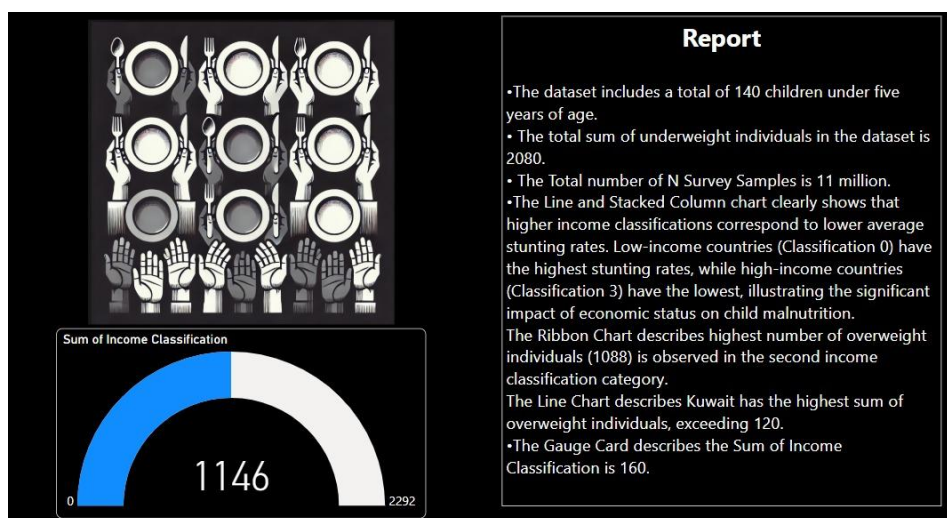 Sum of Income Classification
1146
0
2292
Report
•The dataset includes a total of 140 children under five
years of age.
• The total sum of underweight individuals in the dataset is
2080.
• The Total number of N Survey Samples is 11 million.
•The Line and Stacked Column chart clearly shows that
higher income classifications correspond to lower average
stunting rates. Low-income countries (Classification 0) have
the highest stunting rates, while high-income countries
(Classification 3) have the lowest, illustrating the significant
impact of economic status on child malnutrition.
The Ribbon Chart describes highest number of overweight
individuals (1088) is observed in the second income
classification category.
The Line Chart describes Kuwait has the highest sum of
overweight individuals, exceeding 120.
•The Gauge Card describes the Sum of Income
Classification is 160.